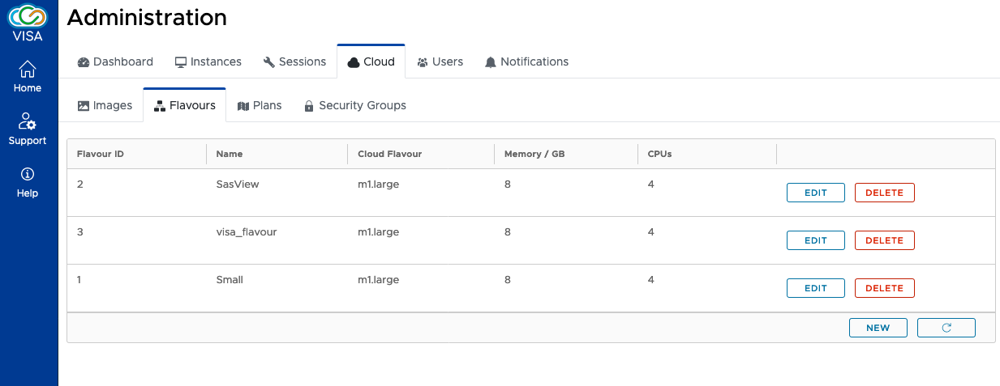 VISA
Home
Support
Help
Administration
Dashboard Instances Sessions Cloud Users Notifications
Images Flavours Plans Security Groups
Flavour ID Name Cloud Flavour Memory / GB CPUs
2 SasView m1.large 8 4 EDIT DELETE
3 visa_flavour m1.large 8 4 EDIT DELETE
1 Small m1.large 8 4 EDIT DELETE
NEW